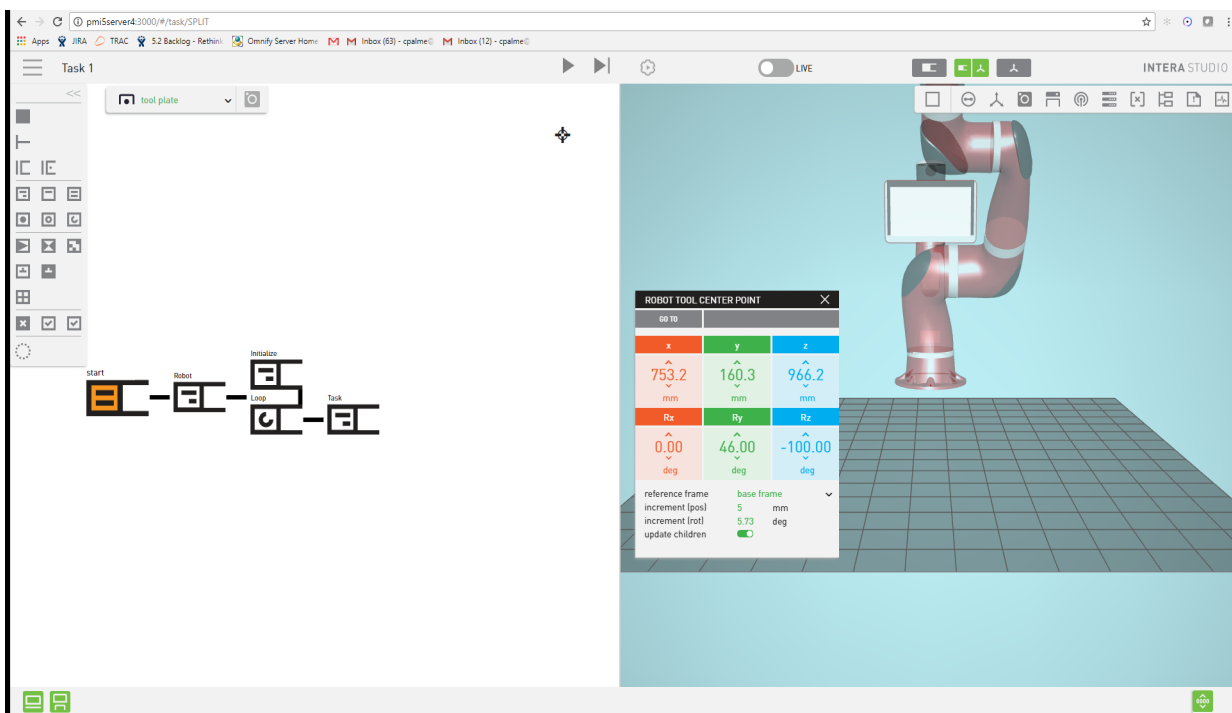 pmi5server4:3000/#/task/SPLIT
Apps JIRA TRAC 5.2 Backlog - Rethink Omnify Server Home Inbox (63) - cpalme Inbox (12) - cpalme
Task 1 LIVE INTERA STUDIO
<<
tool plate
ROBOT TOOL CENTER POINT
GO TO
x y z
753.2 160.3 966.2
mm mm mm
Rx Ry Rz
0.00 46.00 -100.00
deg deg deg
reference frame base frame
increment (pos) 5 mm
increment (rot) 5.73 deg
update children
Initialize
start Robot
Loop Task